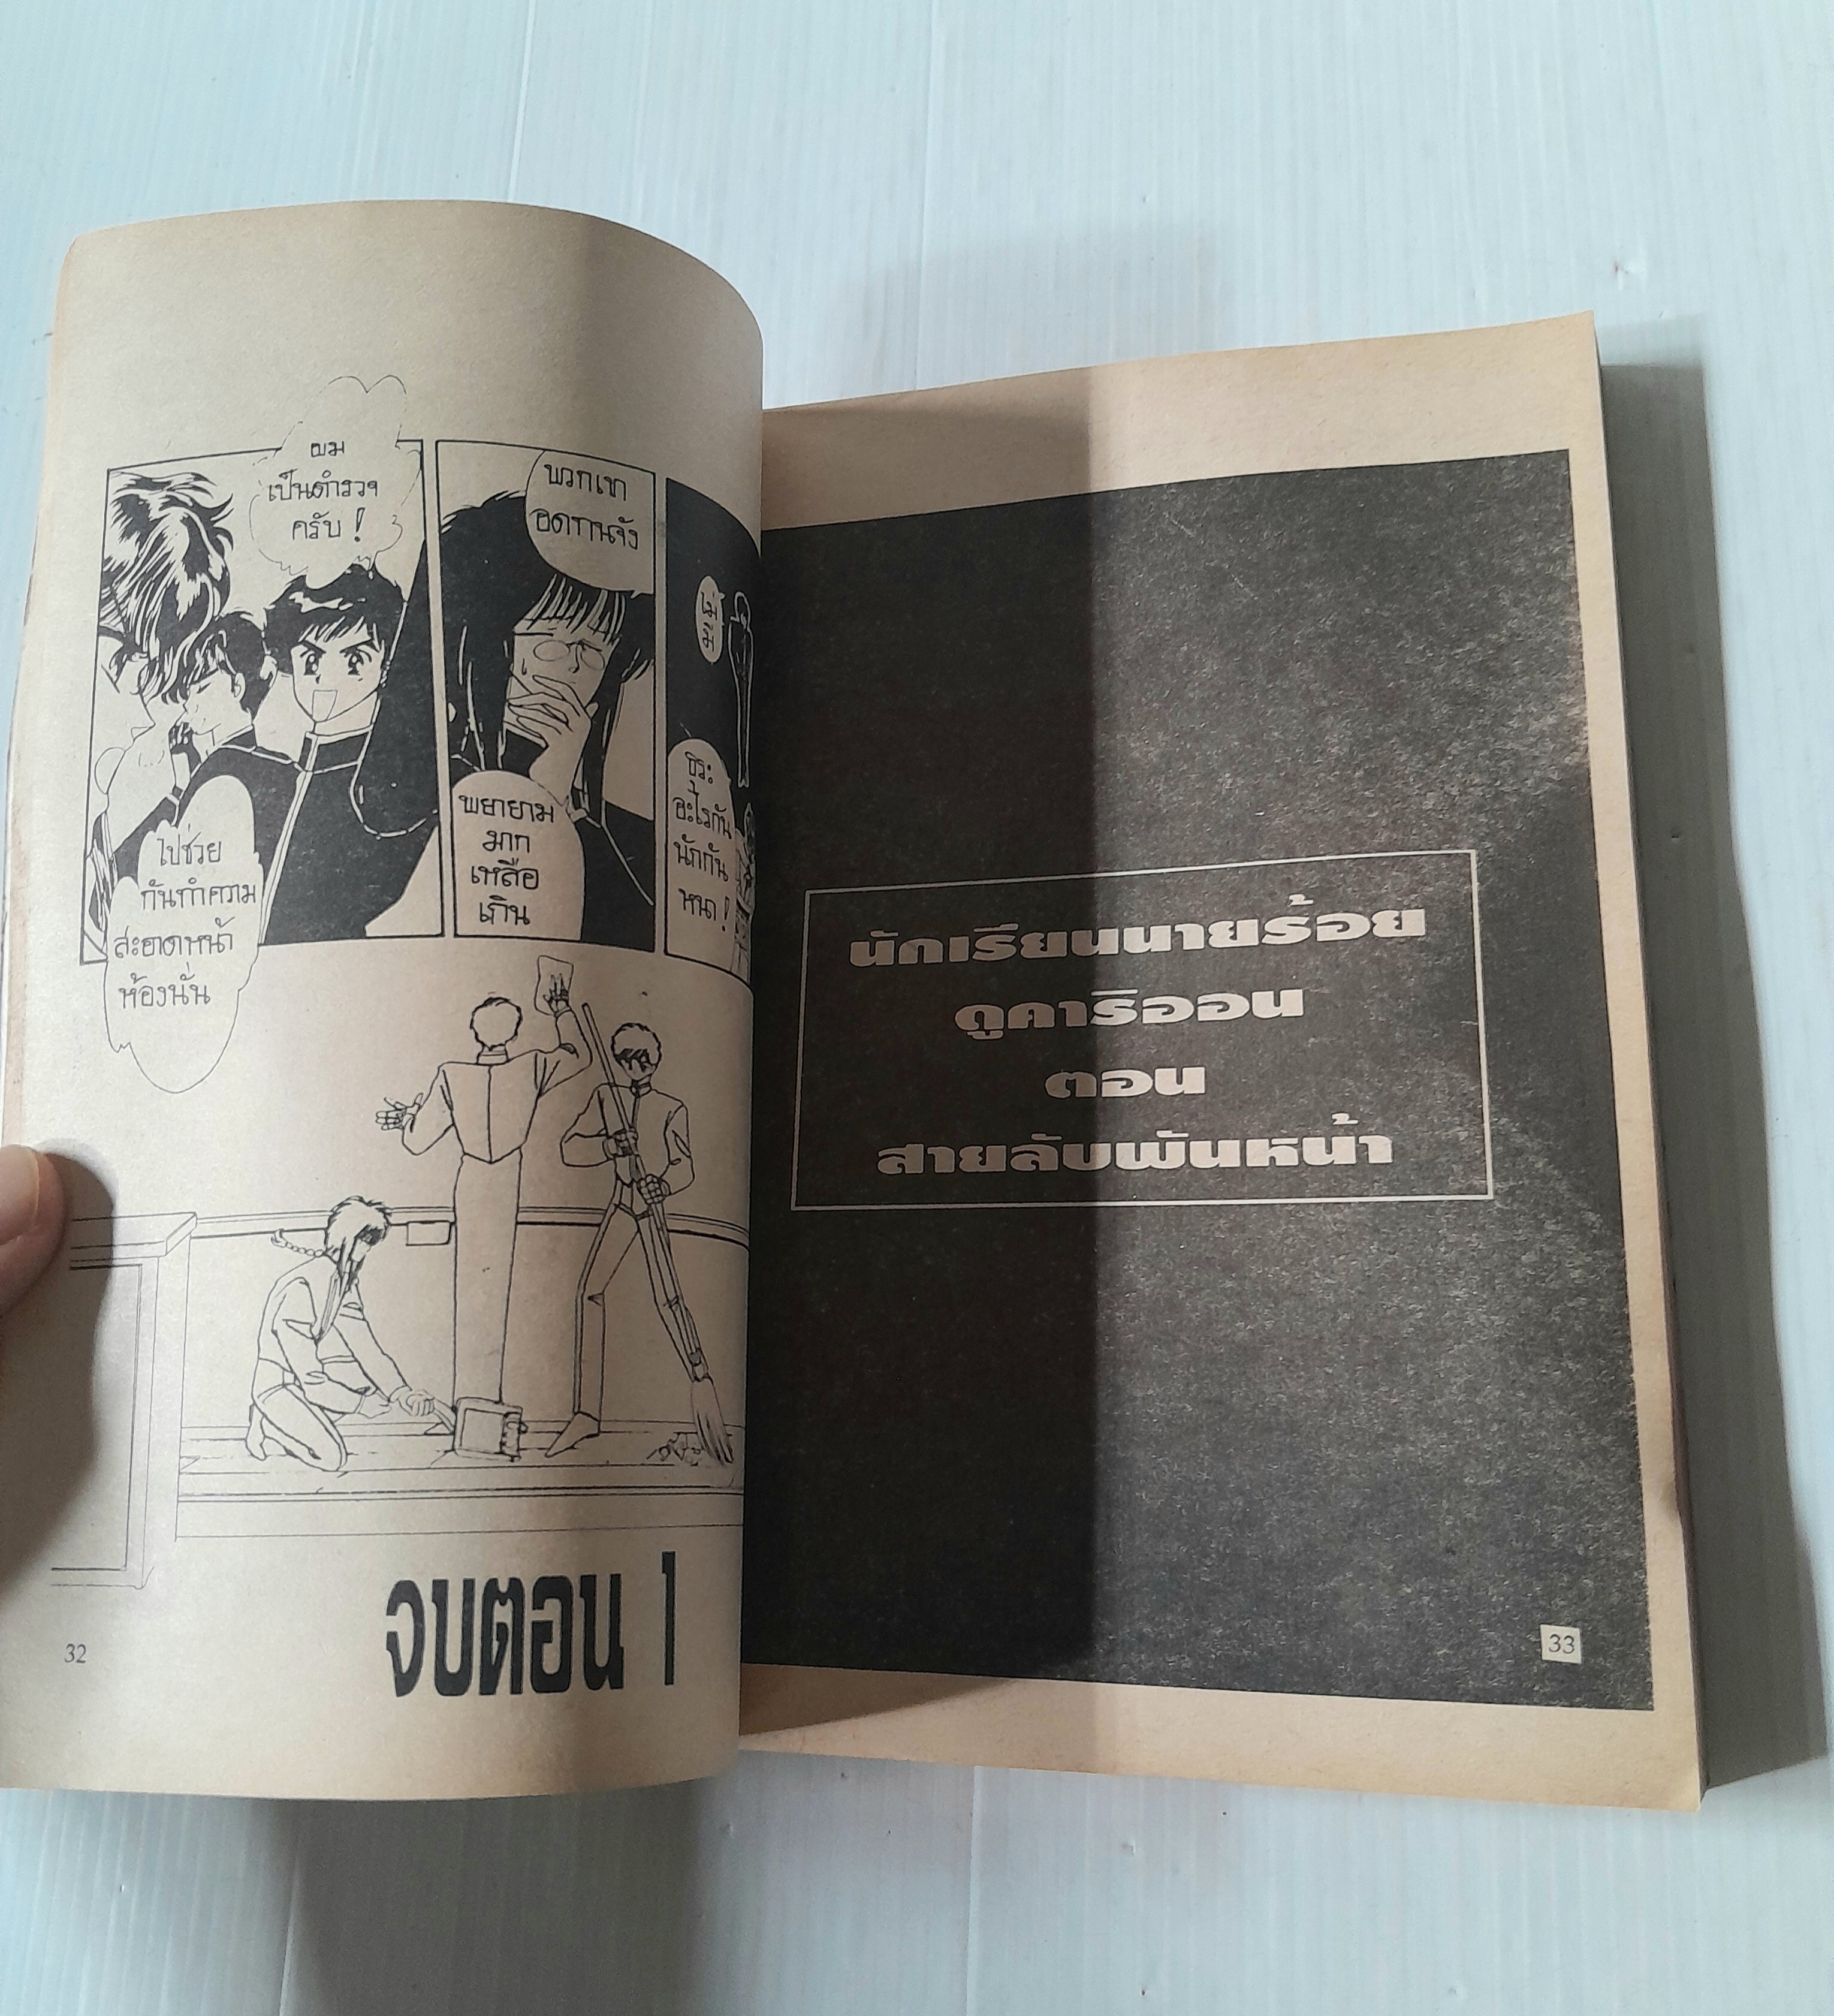 ผม
เป็นตำรวจ
ครับ!
ไปช่วย
กันทำความ
สะอาดหน้า
ห้องนั่น
พวกเขา
อดทนจัง
พยายาม
มาก
เหลือ
เกิน
ไม่
มี
ธุระ
อะไรกัน
นักกัน
หนา!
จบตอน 1
32
นักเรียนนายร้อย
ดูคาริออน
ตอน
สายลับพันหน้า
33